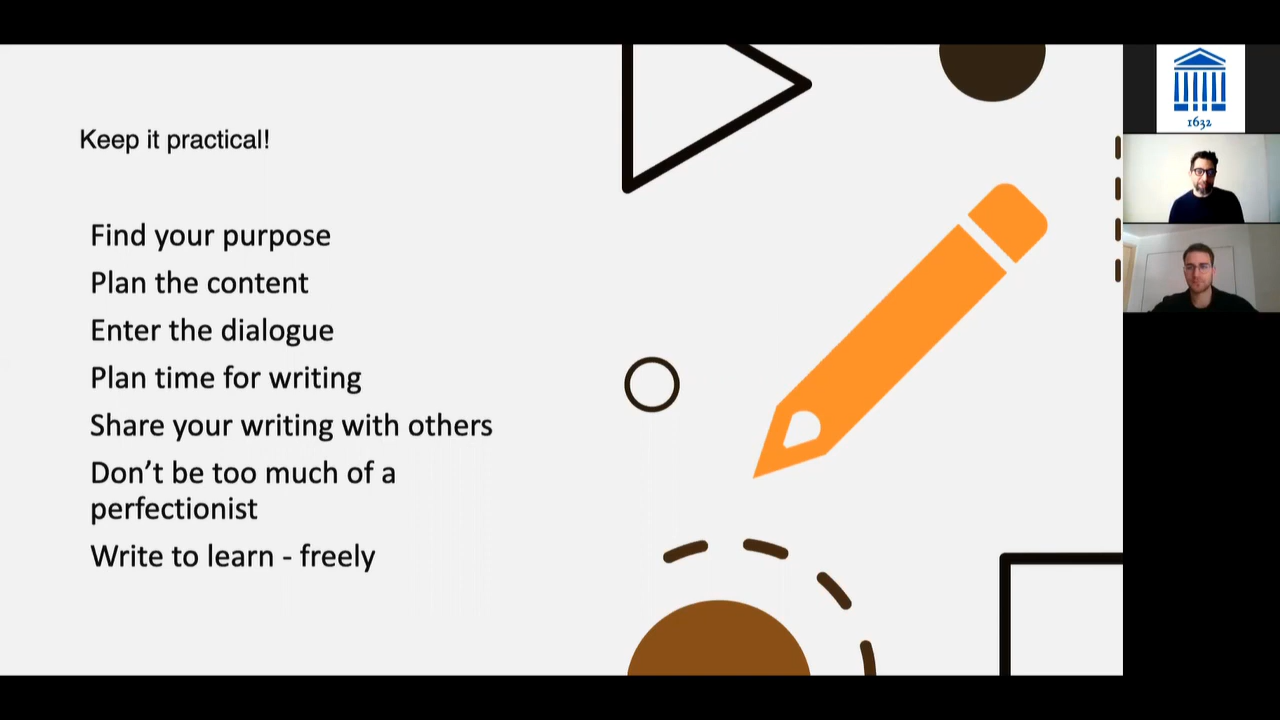 Keep it practical!
Find your purpose
Plan the content
Enter the dialogue
Plan time for writing
Share your writing with others
Don’t be too much of a
perfectionist
Write to learn - freely
1632